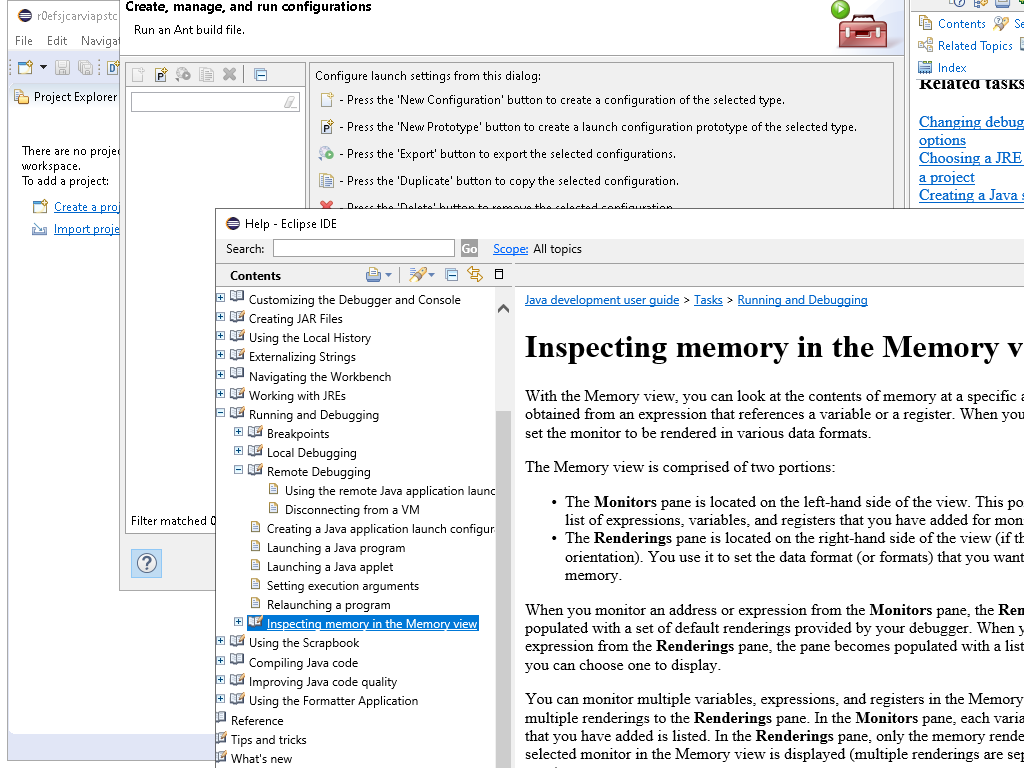 r0efsjcarviapstc
File Edit Navigat
Project Explorer
There are no projec
workspace.
To add a project:
Create a proj
Import proje
Create, manage, and run configurations
Run an Ant build file.
Configure launch settings from this dialog:
- Press the 'New Configuration' button to create a configuration of the selected type.
- Press the 'New Prototype' button to create a launch configuration prototype of the selected type.
- Press the 'Export' button to export the selected configurations.
- Press the 'Duplicate' button to copy the selected configuration.
- Press the 'Delete' button to remove the selected configuration.
Filter matched 0
Contents Se
Related Topics
Index
Related tasks
Changing debug
options
Choosing a JRE
a project
Creating a Java s
Help - Eclipse IDE
Search: Go Scope: All topics
Contents
Customizing the Debugger and Console
Creating JAR Files
Using the Local History
Externalizing Strings
Navigating the Workbench
Working with JREs
Running and Debugging
Breakpoints
Local Debugging
Remote Debugging
Using the remote Java application launc
Disconnecting from a VM
Creating a Java application launch configur
Launching a Java program
Launching a Java applet
Setting execution arguments
Relaunching a program
Inspecting memory in the Memory view
Using the Scrapbook
Compiling Java code
Improving Java code quality
Using the Formatter Application
Reference
Tips and tricks
What's new
Java development user guide > Tasks > Running and Debugging
Inspecting memory in the Memory v
With the Memory view, you can look at the contents of memory at a specific a
obtained from an expression that references a variable or a register. When you
set the monitor to be rendered in various data formats.
The Memory view is comprised of two portions:
• The Monitors pane is located on the left-hand side of the view. This po
list of expressions, variables, and registers that you have added for mon
• The Renderings pane is located on the right-hand side of the view (if th
orientation). You use it to set the data format (or formats) that you want
memory.
When you monitor an address or expression from the Monitors pane, the Ren
populated with a set of default renderings provided by your debugger. When y
expression from the Renderings pane, the pane becomes populated with a list
you can choose one to display.
You can monitor multiple variables, expressions, and registers in the Memory
multiple renderings to the Renderings pane. In the Monitors pane, each varia
that you have added is listed. In the Renderings pane, only the memory rende
selected monitor in the Memory view is displayed (multiple renderings are sep